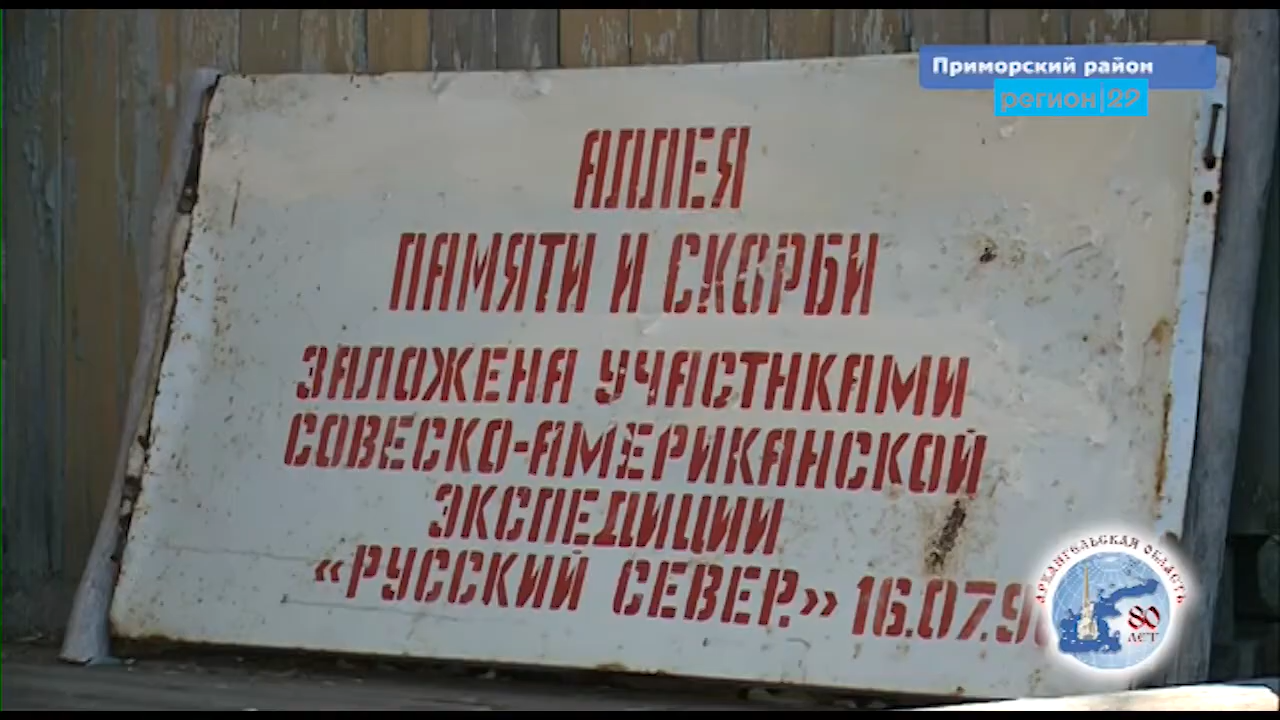 Приморский район
регион|29
АЛЛЕЯ
ПАМЯТИ И СКОРБИ
ЗАЛОЖЕНА УЧАСТНКАМИ
СОВЕСКО-АМЕРИКАНСКОЙ
ЭКСПЕДИЦИИ
«РУССКИЙ СЕВЕР.» 16.07.9
АРХАНГЕЛЬСКАЯ ОБЛАСТЬ
80
ЛЕТ